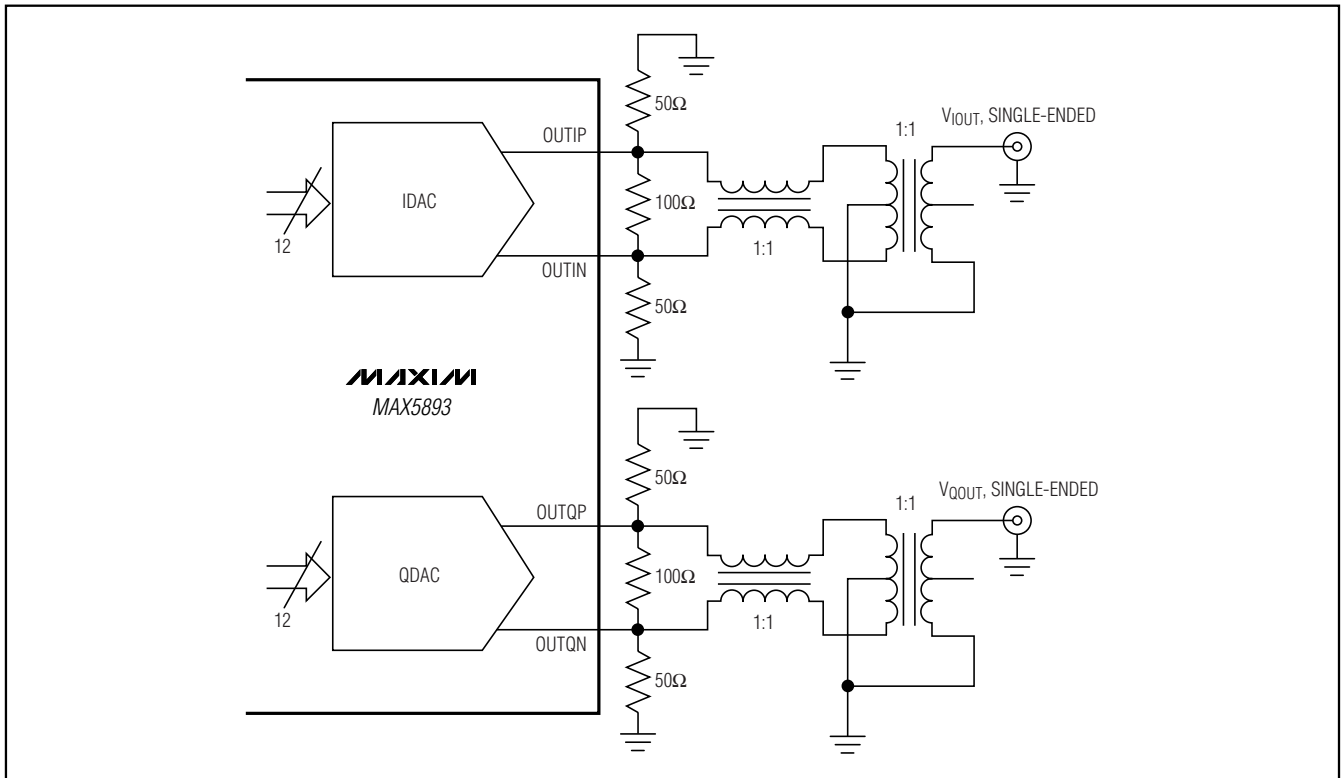 50Ω
1:1
V_IOUT, SINGLE-ENDED
OUTIP
IDAC
100Ω
12
1:1
OUTIN
50Ω
MAXIM
MAX5893
50Ω
1:1
V_QOUT, SINGLE-ENDED
OUTQP
QDAC
100Ω
12
1:1
OUTQN
50Ω